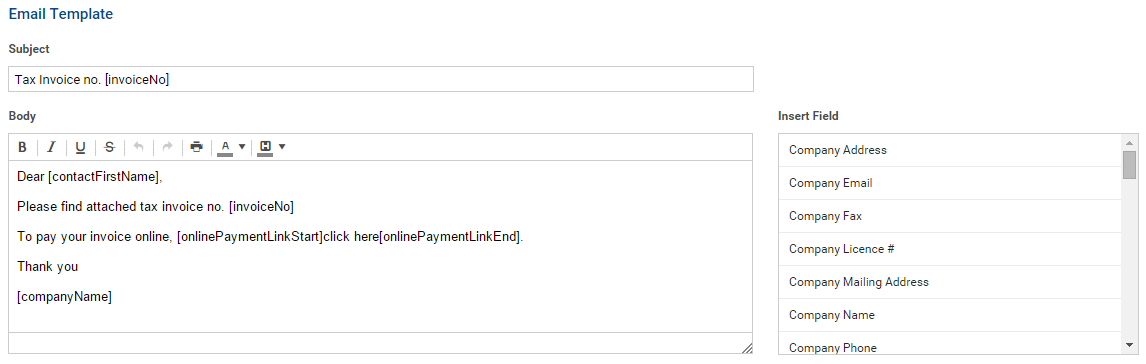 Email Template
Subject
Tax Invoice no. [invoiceNo]
Body
B I U S A H
Dear [contactFirstName],
Please find attached tax invoice no. [invoiceNo]
To pay your invoice online, [onlinePaymentLinkStart]click here[onlinePaymentLinkEnd].
Thank you
[companyName]
Insert Field
Company Address
Company Email
Company Fax
Company Licence #
Company Mailing Address
Company Name
Company Phone